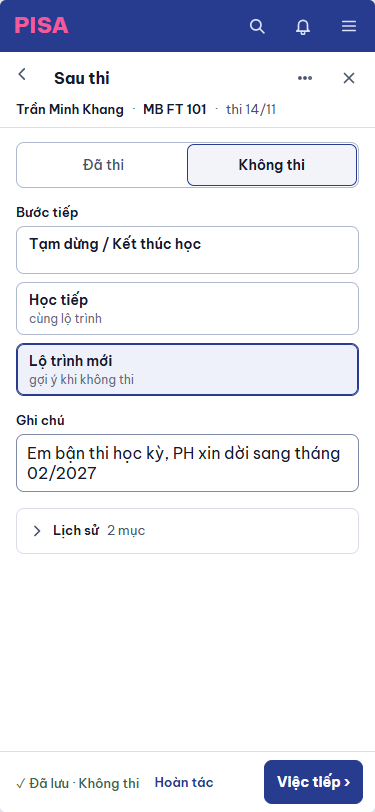 PISA
Sau thi
Trần Minh Khang · MB FT 101 · thi 14/11
Đã thi
Không thi
Bước tiếp
Tạm dừng / Kết thúc học
Học tiếp
cùng lộ trình
Lộ trình mới
gợi ý khi không thi
Ghi chú
Em bận thi học kỳ, PH xin dời sang tháng
02/2027
Lịch sử 2 mục
✓ Đã lưu · Không thi Hoàn tác
Việc tiếp ›